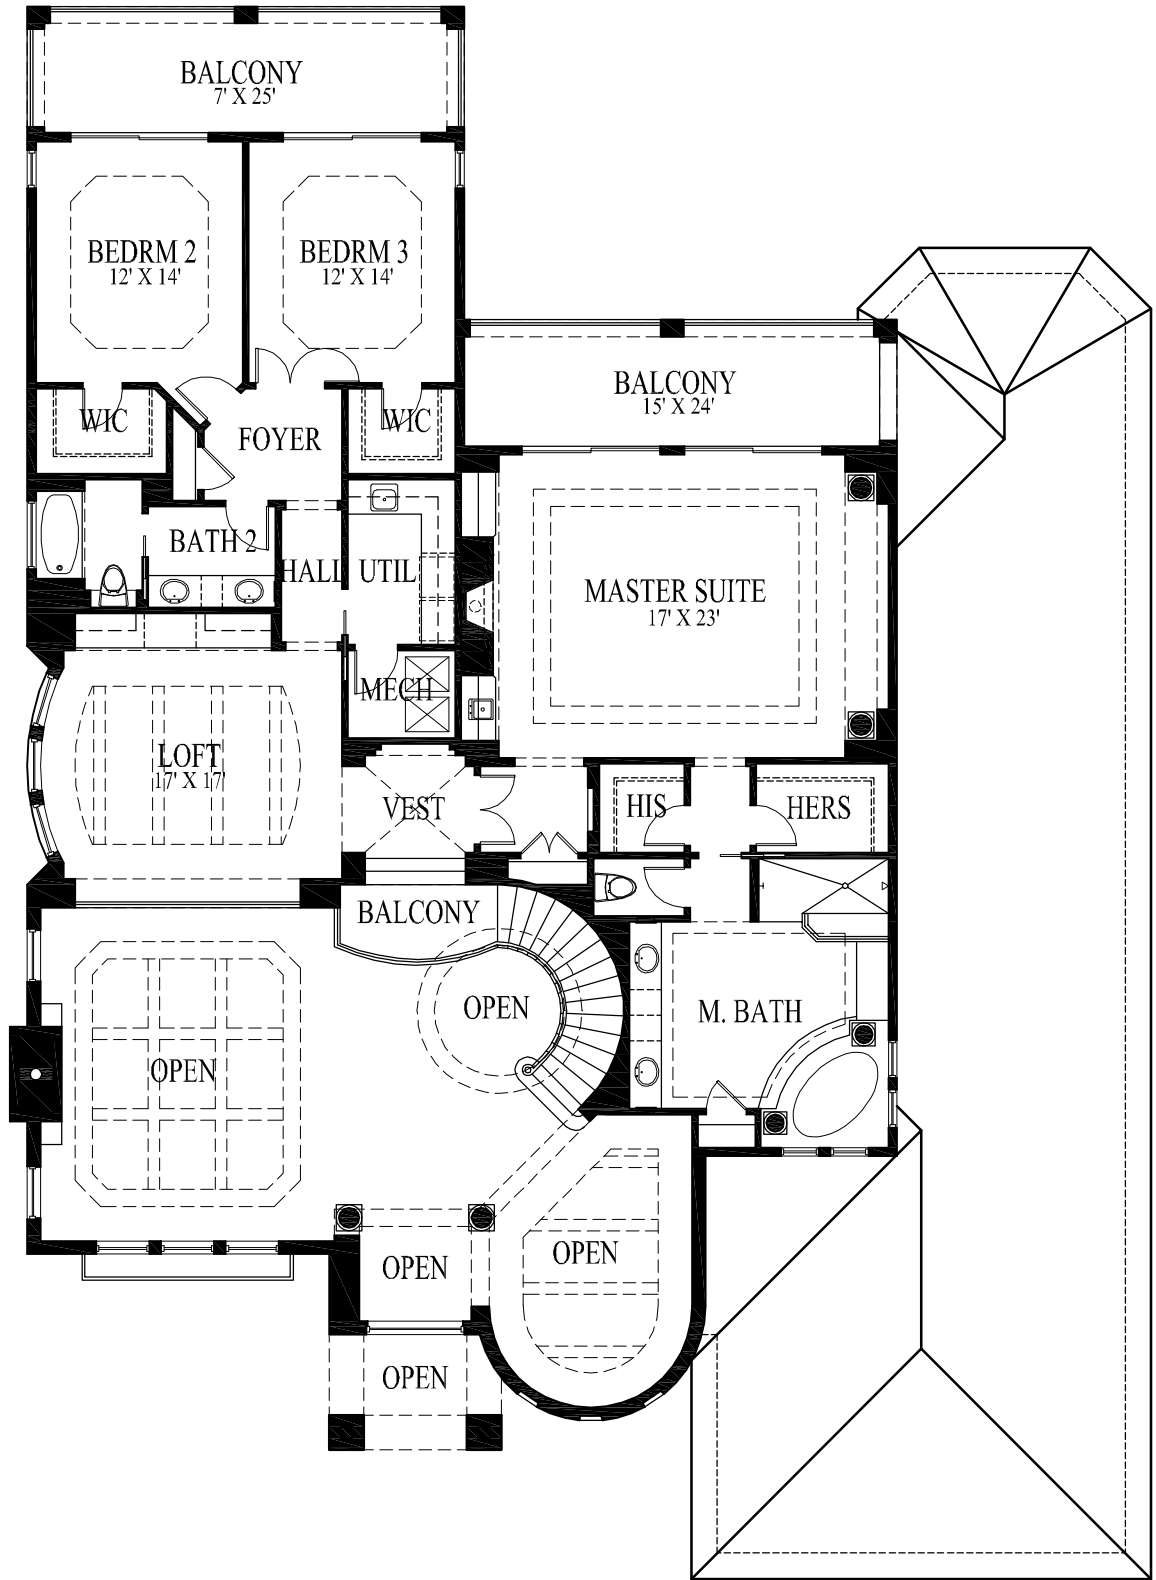 BALCONY
7' X 25'
BEDRM 2
12' X 14'
BEDRM 3
12' X 14'
BALCONY
15' X 24'
WIC
FOYER
WIC
BATH 2
HALL
UTIL
MASTER SUITE
17' X 23'
MECH
LOFT
17' X 17'
VEST
HIS
HERS
BALCONY
OPEN
M. BATH
OPEN
OPEN
OPEN
OPEN